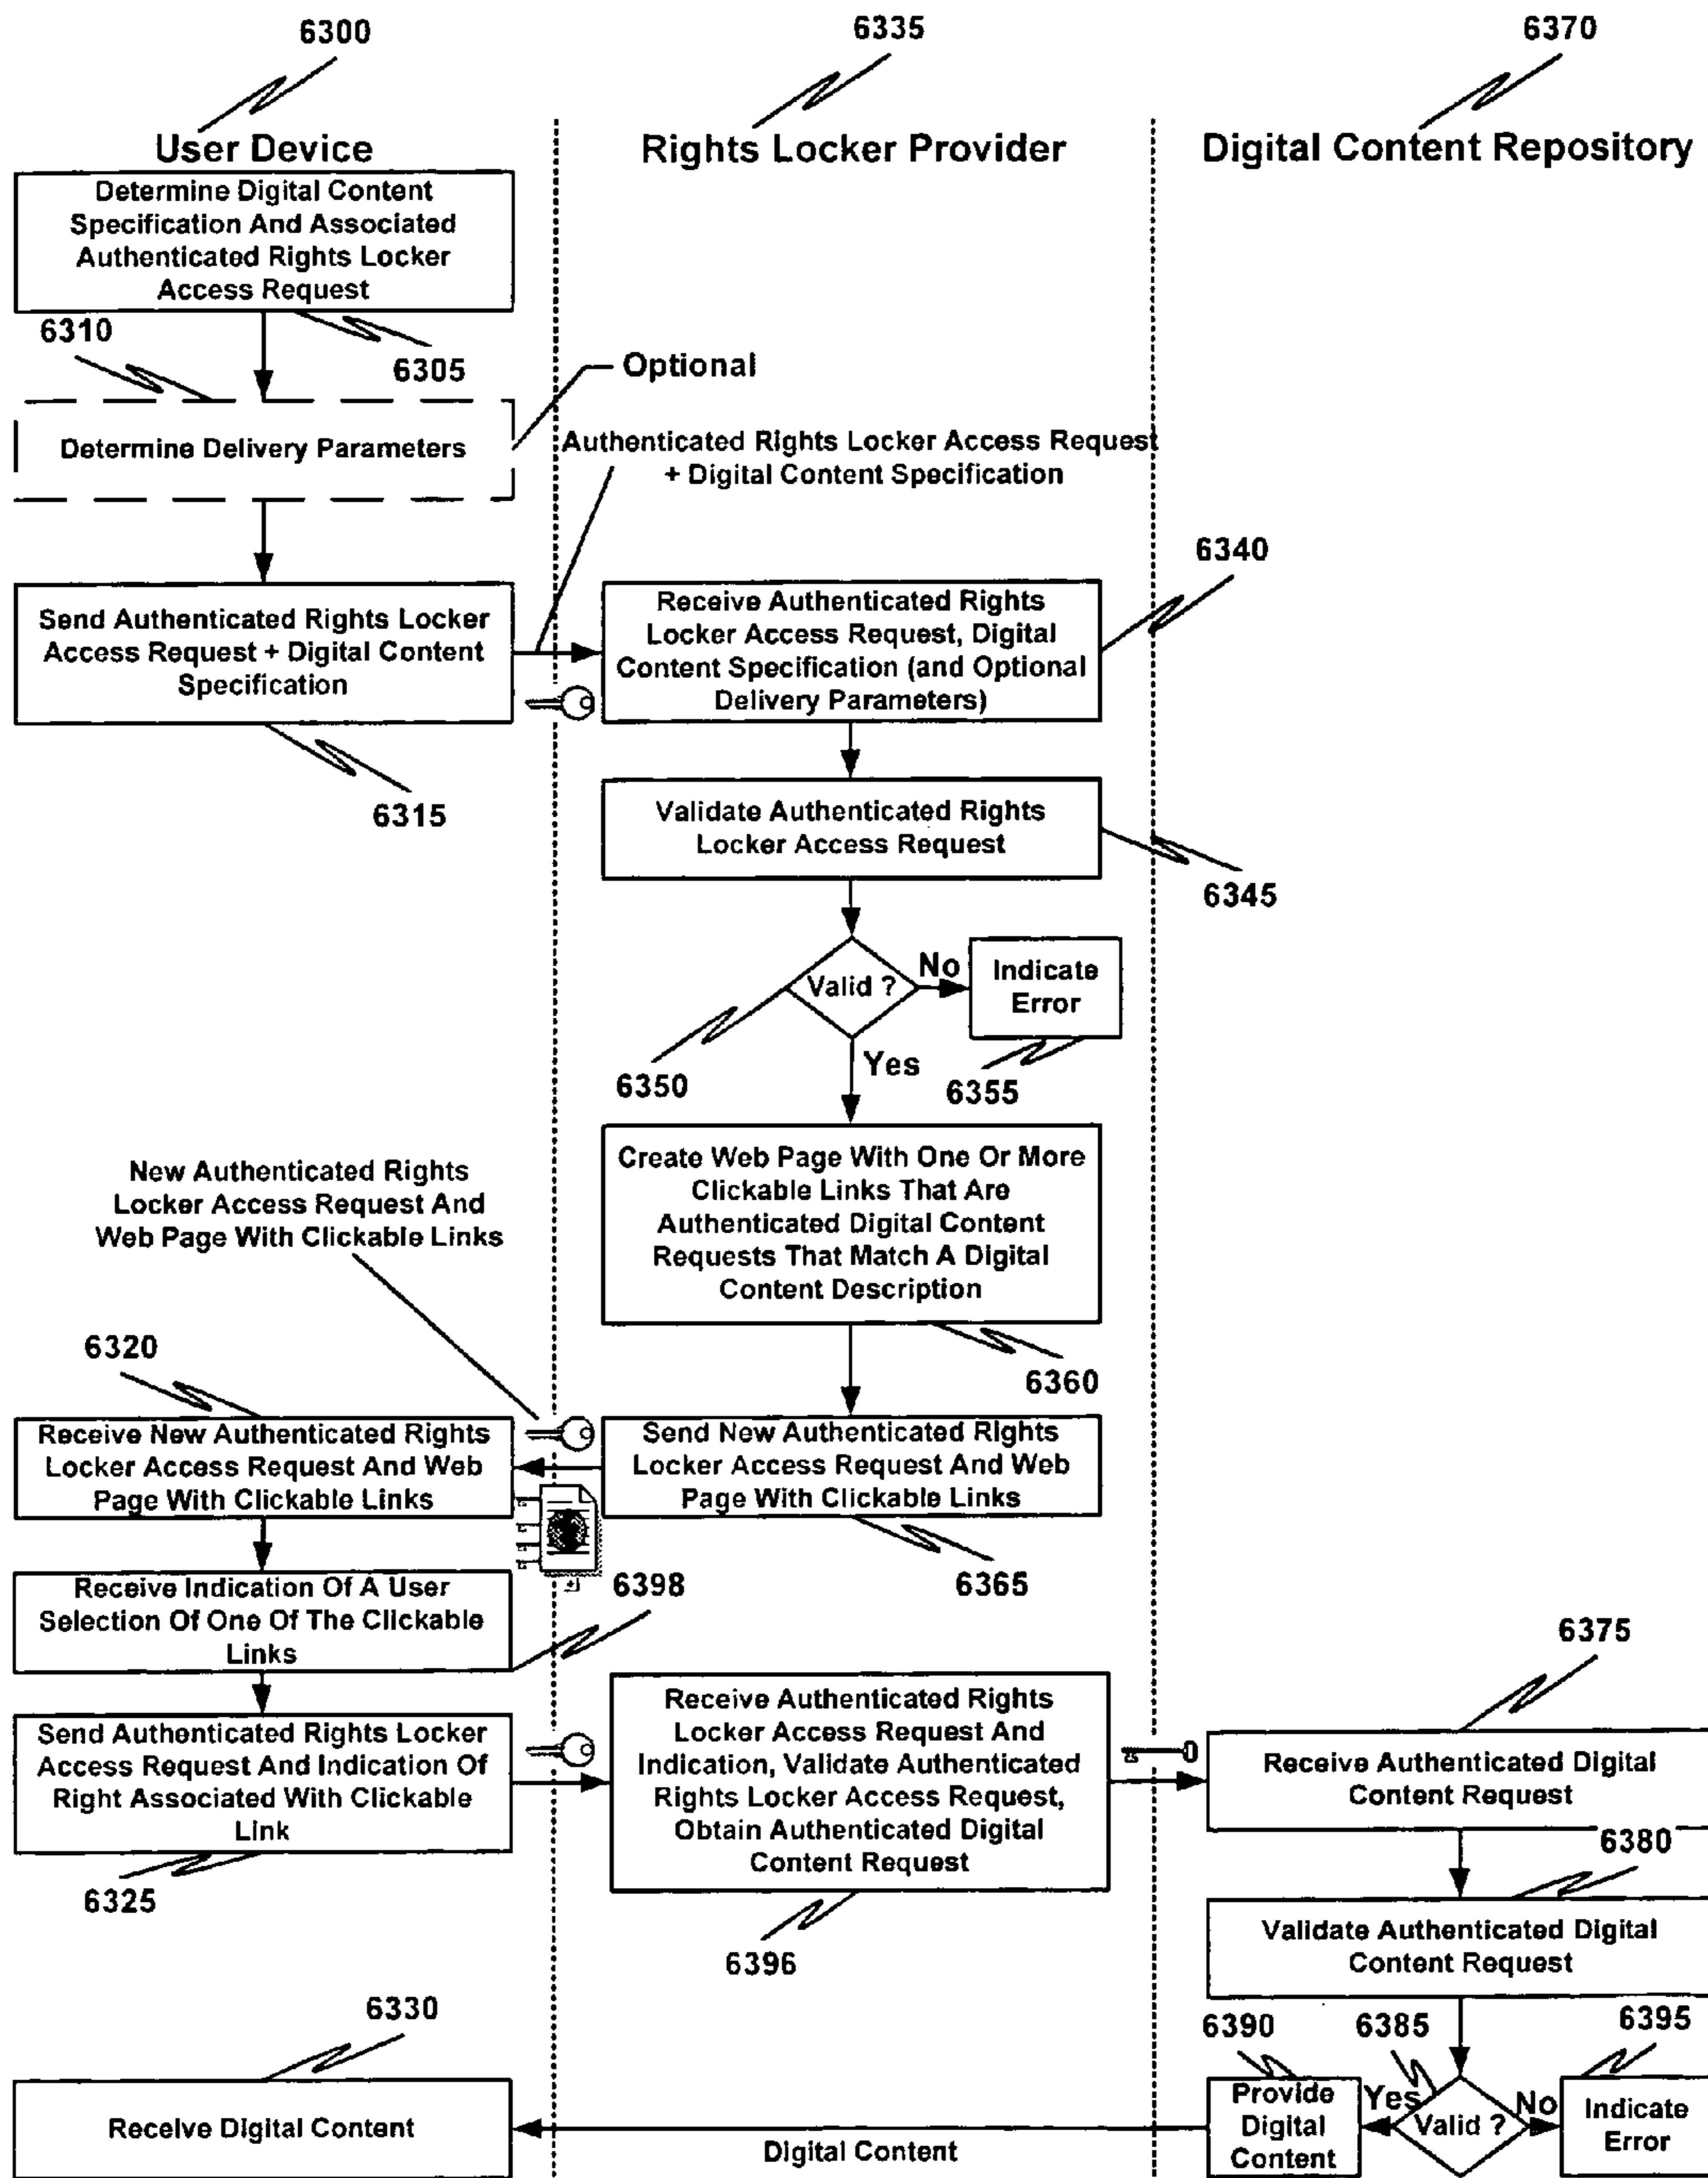 6300
6335
6370
User Device
Rights Locker Provider
Digital Content Repository
Determine Digital Content
Specification And Associated
Authenticated Rights Locker
Access Request
6310
6305
Optional
Determine Delivery Parameters
Authenticated Rights Locker Access Request
+ Digital Content Specification
6340
Send Authenticated Rights Locker
Access Request + Digital Content
Specification
Receive Authenticated Rights
Locker Access Request, Digital
Content Specification (and Optional
Delivery Parameters)
6315
Validate Authenticated Rights
Locker Access Request
6345
Valid ?
No
Indicate
Error
Yes
6350
6355
Create Web Page With One Or More
Clickable Links That Are
Authenticated Digital Content
Requests That Match A Digital
Content Description
New Authenticated Rights
Locker Access Request And
Web Page With Clickable Links
6320
6360
Receive New Authenticated Rights
Locker Access Request And Web
Page With Clickable Links
Send New Authenticated Rights
Locker Access Request And Web
Page With Clickable Links
6398
6365
Receive Indication Of A User
Selection Of One Of The Clickable
Links
6375
Send Authenticated Rights Locker
Access Request And Indication Of
Right Associated With Clickable
Link
Receive Authenticated Rights
Locker Access Request And
Indication, Validate Authenticated
Rights Locker Access Request,
Obtain Authenticated Digital
Content Request
Receive Authenticated Digital
Content Request
6380
6325
6396
Validate Authenticated Digital
Content Request
6330
6390
6385
6395
Receive Digital Content
Digital Content
Provide
Digital
Content
Yes
Valid ?
No
Indicate
Error